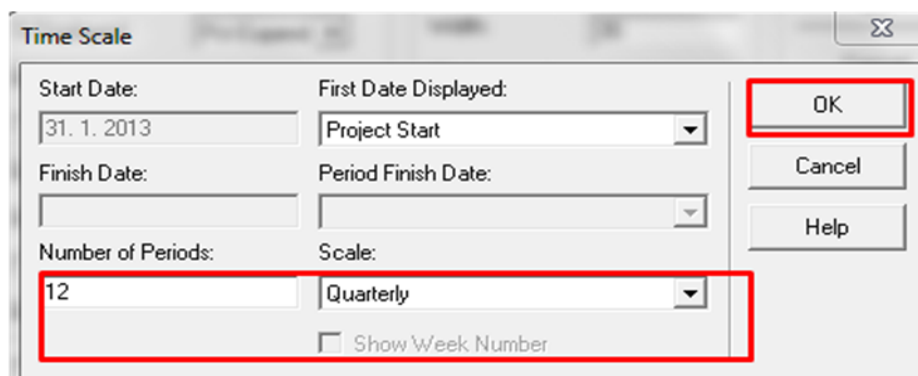 Time Scale
Start Date:
First Date Displayed:
OK
31. 1. 2013
Project Start
Finish Date:
Period Finish Date:
Cancel
Help
Number of Periods:
Scale:
12
Quarterly
Show Week Number